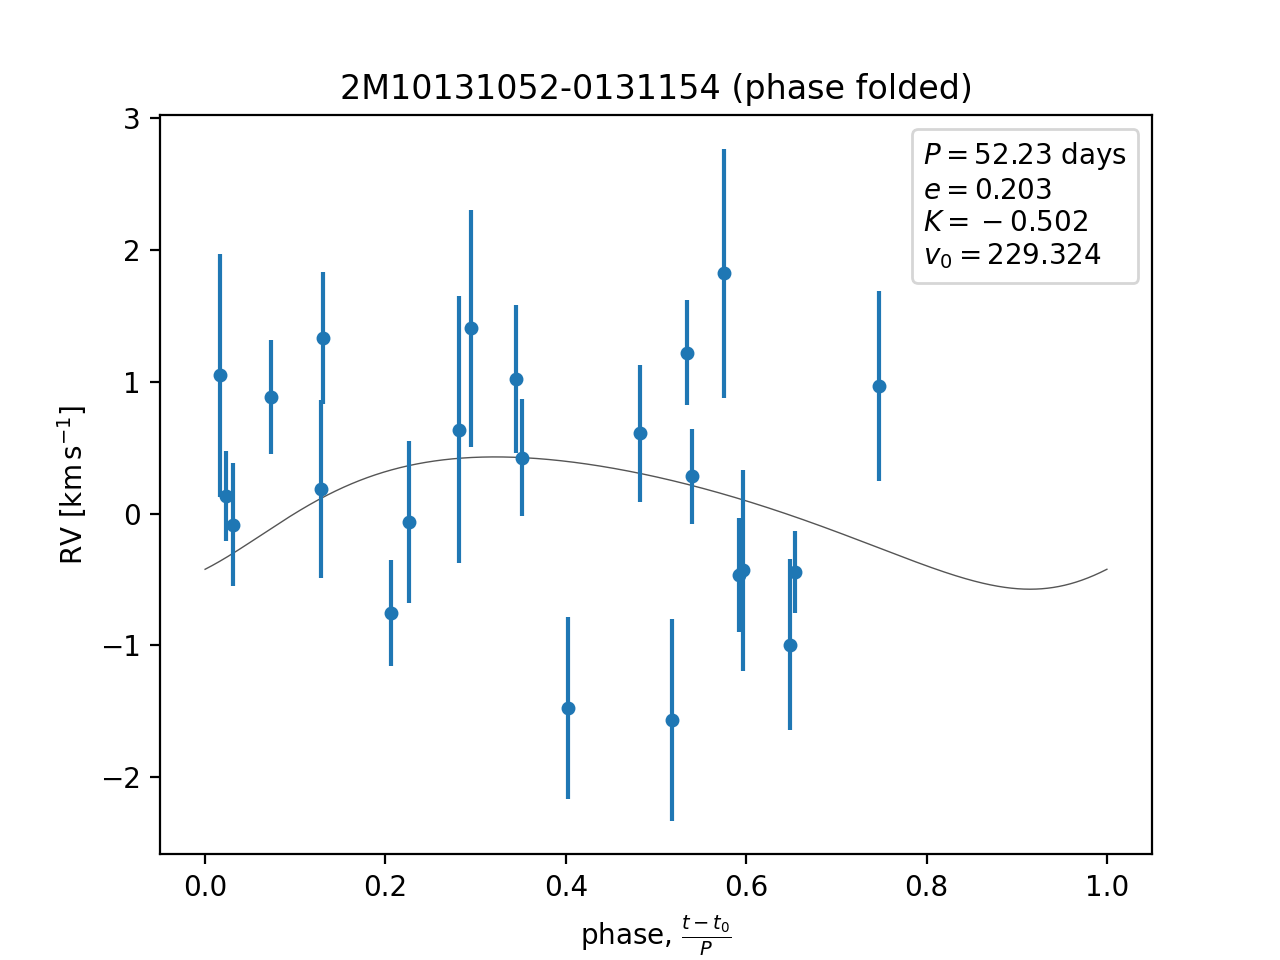 2M10131052-0131154 (phase folded)
P = 52.23 days
e = 0.203
K = −0.502
v₀ = 229.324
RV [km s⁻¹]
3
2
1
0
−1
−2
0.0 0.2 0.4 0.6 0.8 1.0
phase, (t − t₀)/P